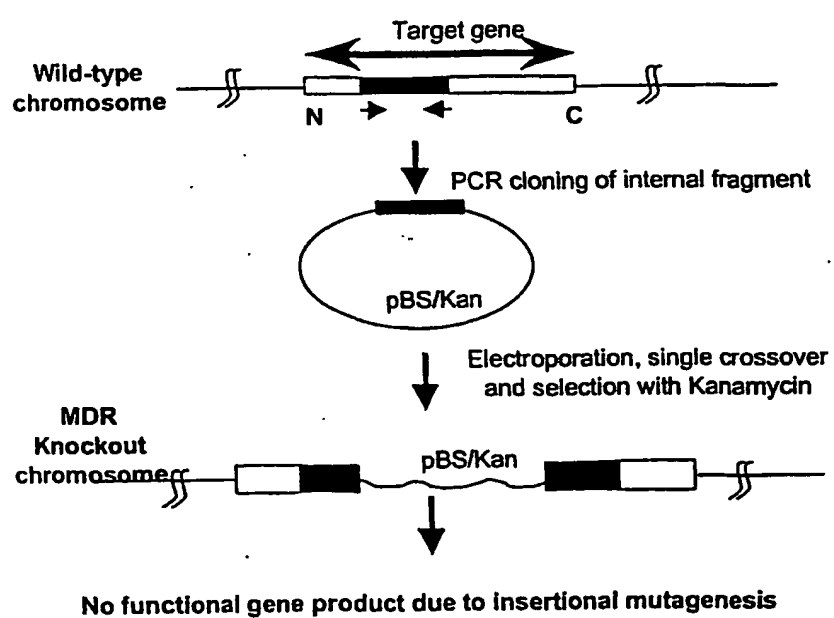 Target gene
Wild-type
chromosome
N
C
PCR cloning of internal fragment
pBS/Kan
Electroporation, single crossover
and selection with Kanamycin
MDR
Knockout
chromosome
pBS/Kan
No functional gene product due to insertional mutagenesis